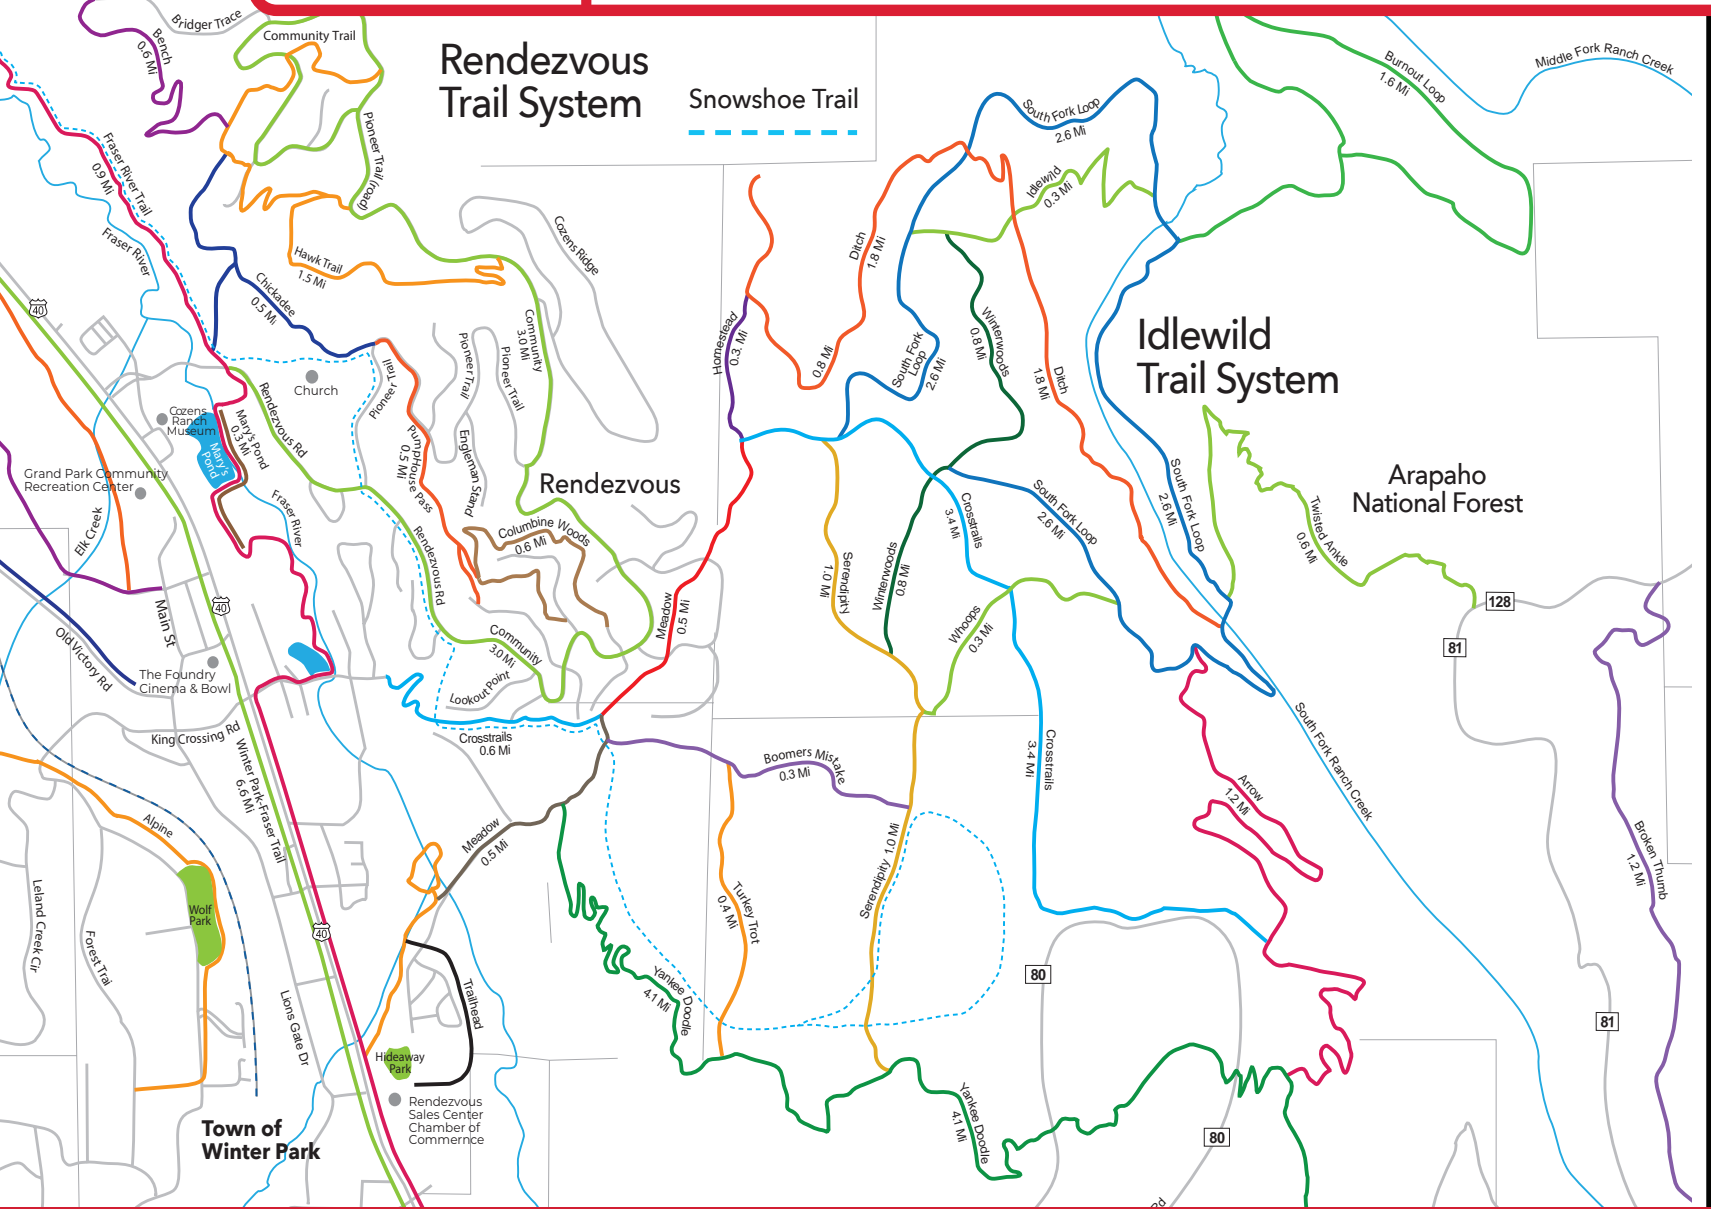 Bridger Trace
Bench
0.6 Mi
Community Trail
Rendezvous
Trail System
Snowshoe Trail
South Fork Loop
2.6 Mi
Burnout Loop
1.6 Mi
Middle Fork Ranch Creek
Fraser River Trail
0.9 Mi
Pioneer Trail (road)
Idlewild
0.3 Mi
Fraser River
Hawk Trail
1.5 Mi
Cozens Ridge
Ditch
1.8 Mi
Chickadee
0.5 Mi
40
Community
3.0 Mi
Homestead
0.3. Mi
0.8 Mi
South Fork
Loop
2.6 Mi
Winterwoods
0.8 Mi
Ditch
1.8 Mi
Idlewild
Trail System
Church
Pioneer
Trail
Pioneer Trail
Pioneer Trail
Cozens
Ranch
Museum
Mary's
Pond
Mary's Pond
0.3 Mi
Rendezvous Rd
PumpHouse Pass
0.5 Mi
Engleman Stand
Grand Park Community
Recreation Center
Rendezvous
Arapaho
National Forest
Elk Creek
Fraser River
Rendezvous Rd
Columbine Woods
0.6 Mi
Crosstrails
3.4 Mi
South Fork Loop
2.6 Mi
South Fork Loop
2.6 Mi
Twisted Ankle
0.6 Mi
Serendipity
1.0 Mi
Winterwoods
0.8 Mi
Whoops
0.3 Mi
128
81
40
Main St
Old Victory Rd
Meadow
0.5 Mi
Community
3.0 Mi
Lookout Point
The Foundry
Cinema & Bowl
King Crossing Rd
Crosstrails
0.6 Mi
Boomers Mistake
0.3 Mi
Crosstrails
3.4 Mi
South Fork Ranch Creek
Arrow
1.2 Mi
Winter Park-Fraser Trail
6.6 Mi
Alpine
Meadow
0.5 Mi
Serendipity 1.0 Mi
Broken Thumb
1.2 Mi
Leland Creek Cir
Forest Trai
Wolf
Park
40
Turkey Trot
0.4 Mi
Yankee Doodle
4.1 Mi
80
81
Lions Gate Dr
Trailhead
Hideaway
Park
Rendezvous
Sales Center
Chamber of
Commernce
Town of
Winter Park
Yankee Doodle
4.1 Mi
80
Rd